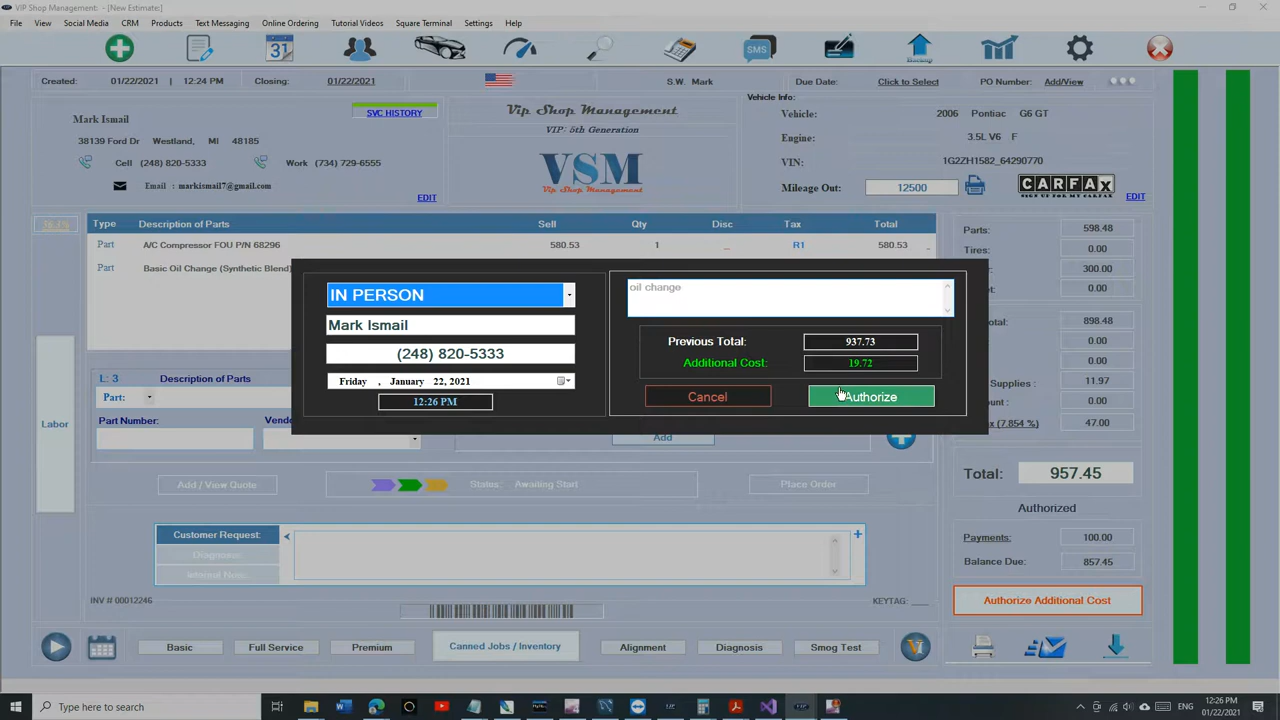 VIP Shop Management: - [New Estimate:]
File View Social Media CRM Products Text Messaging Online Ordering Tutorial Videos Square Terminal Settings Help
31 SMS Backup
Created: 01/22/2021 | 12:24 PM Closing: 01/22/2021 S.W. Mark Due Date: Click to Select PO Number: Add/View
Vehicle Info:
Mark Ismail SVC HISTORY Vip Shop Management Vehicle: 2006 Pontiac G6 GT
VIP: 5th Generation
38139 Ford Dr Westland, MI 48185 Engine: 3.5L V6 F
Cell (248) 820-5333 Work (734) 729-6555 VSM VIN: 1G2ZH1582_64290770
Email : markismail7@gmail.com Vip Shop Management Mileage Out: 12500 CARFAX
SIGN UP FOR MY CARFAX
EDIT EDIT
Type Description of Parts Sell Qty Disc Tax Total Parts: 598.48
Part A/C Compressor FOU P/N 68296 580.53 1 _ R1 580.53 _ Tires: 0.00
Part Basic Oil Change (Synthetic Blend) 300.00
0.00
IN PERSON oil change
Mark Ismail 898.48
(248) 820-5333 Previous Total: 937.73
Friday , January 22, 2021 Additional Cost: 19.72
12:26 PM Cancel Authorize
Supplies: 11.97
0.00
(7.854 %) 47.00
L: 3 Description of Parts
Part:
Labor Part Number: Add
Total: 957.45
Add / View Quote States: Awaiting Start Place Order
Authorized
Customer Request: Payments: 100.00
Diagnosis: Balance Due: 857.45
INV # 00012246 KEYTAG: ___ Authorize Additional Cost
Basic Full Service Premium Canned Jobs / Inventory Alignment Diagnosis Smog Test
Type here to search ENG 12:26 PM
01/22/2021